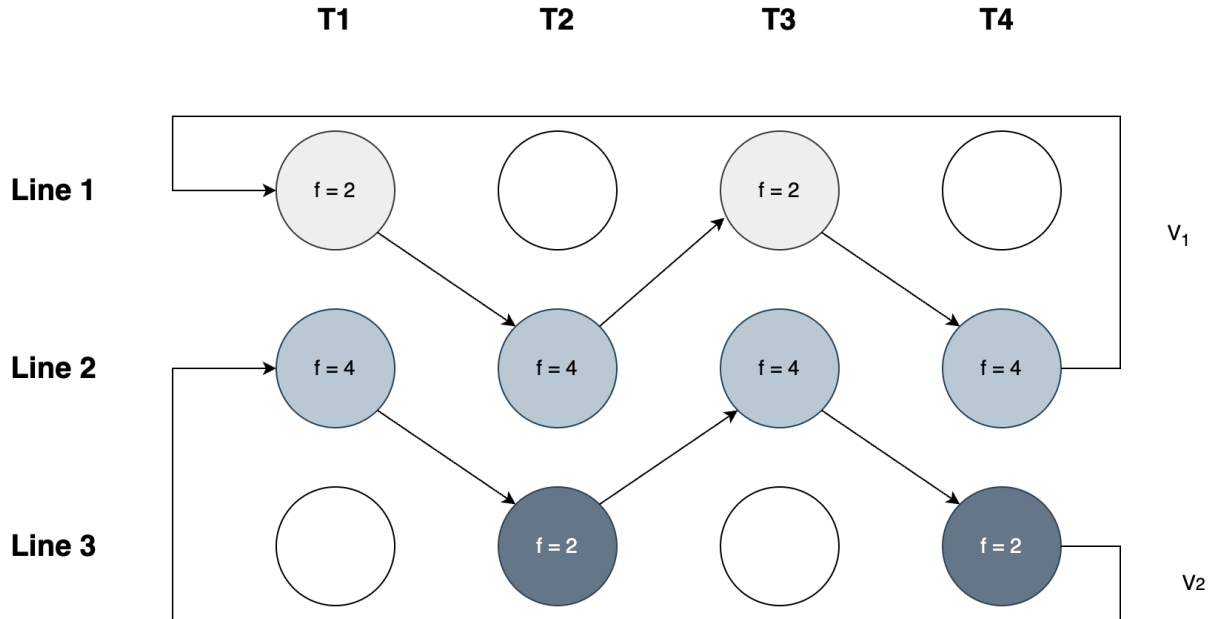 T1 T2 T3 T4
Line 1 f = 2 f = 2
V1
Line 2 f = 4 f = 4 f = 4 f = 4
Line 3 f = 2 f = 2
V2